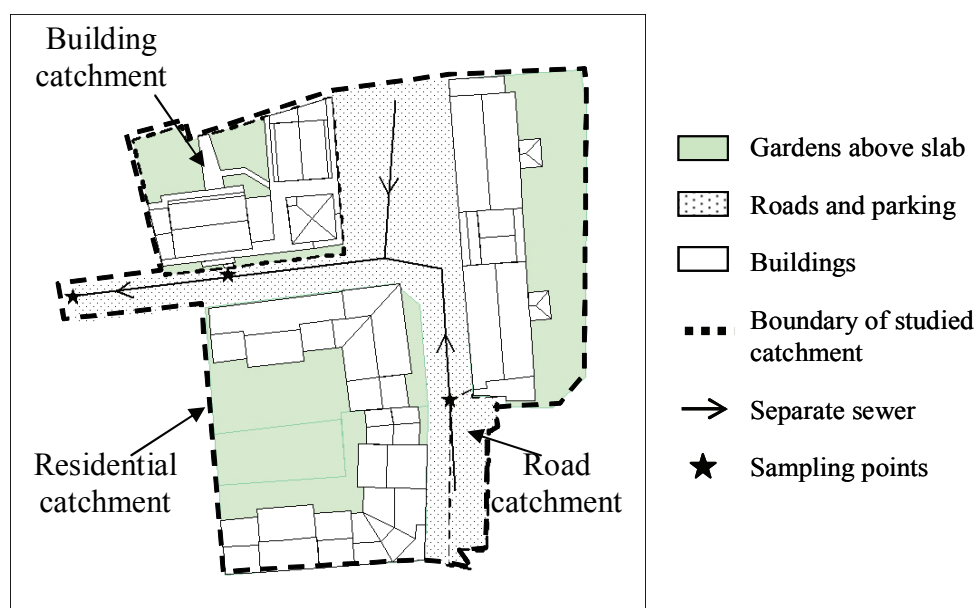 Building
catchment
Residential
catchment
Road
catchment
Gardens above slab
Roads and parking
Buildings
Boundary of studied
catchment
Separate sewer
Sampling points